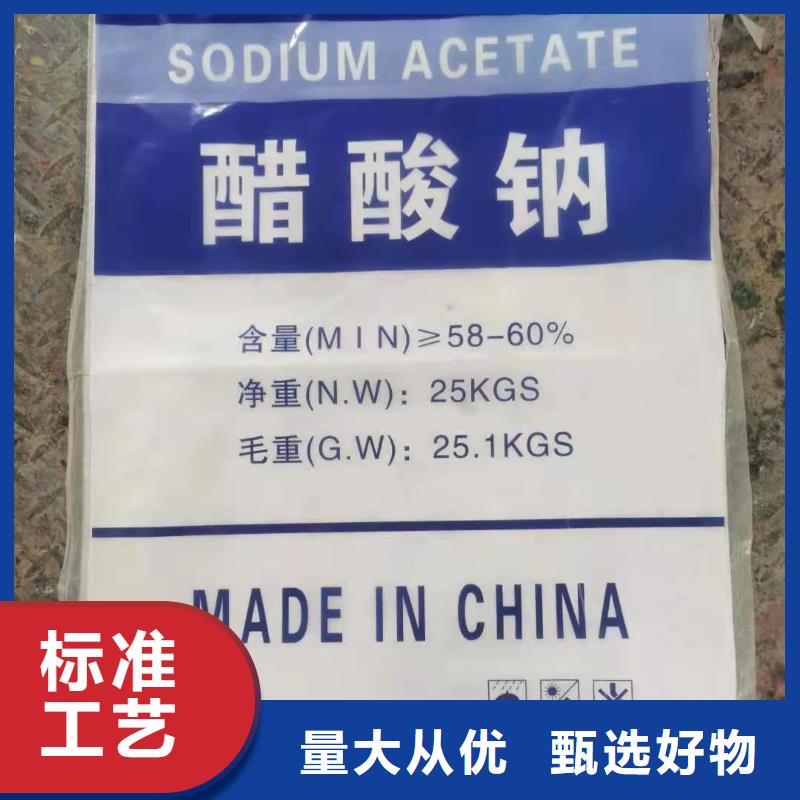 SODIUM ACETATE
醋酸钠
含量(MIN)≥58-60%
净重(N.W)：25KGS
毛重(G.W)：25.1KGS
MADE IN CHINA
标准
工艺
量大从优 甄选好物